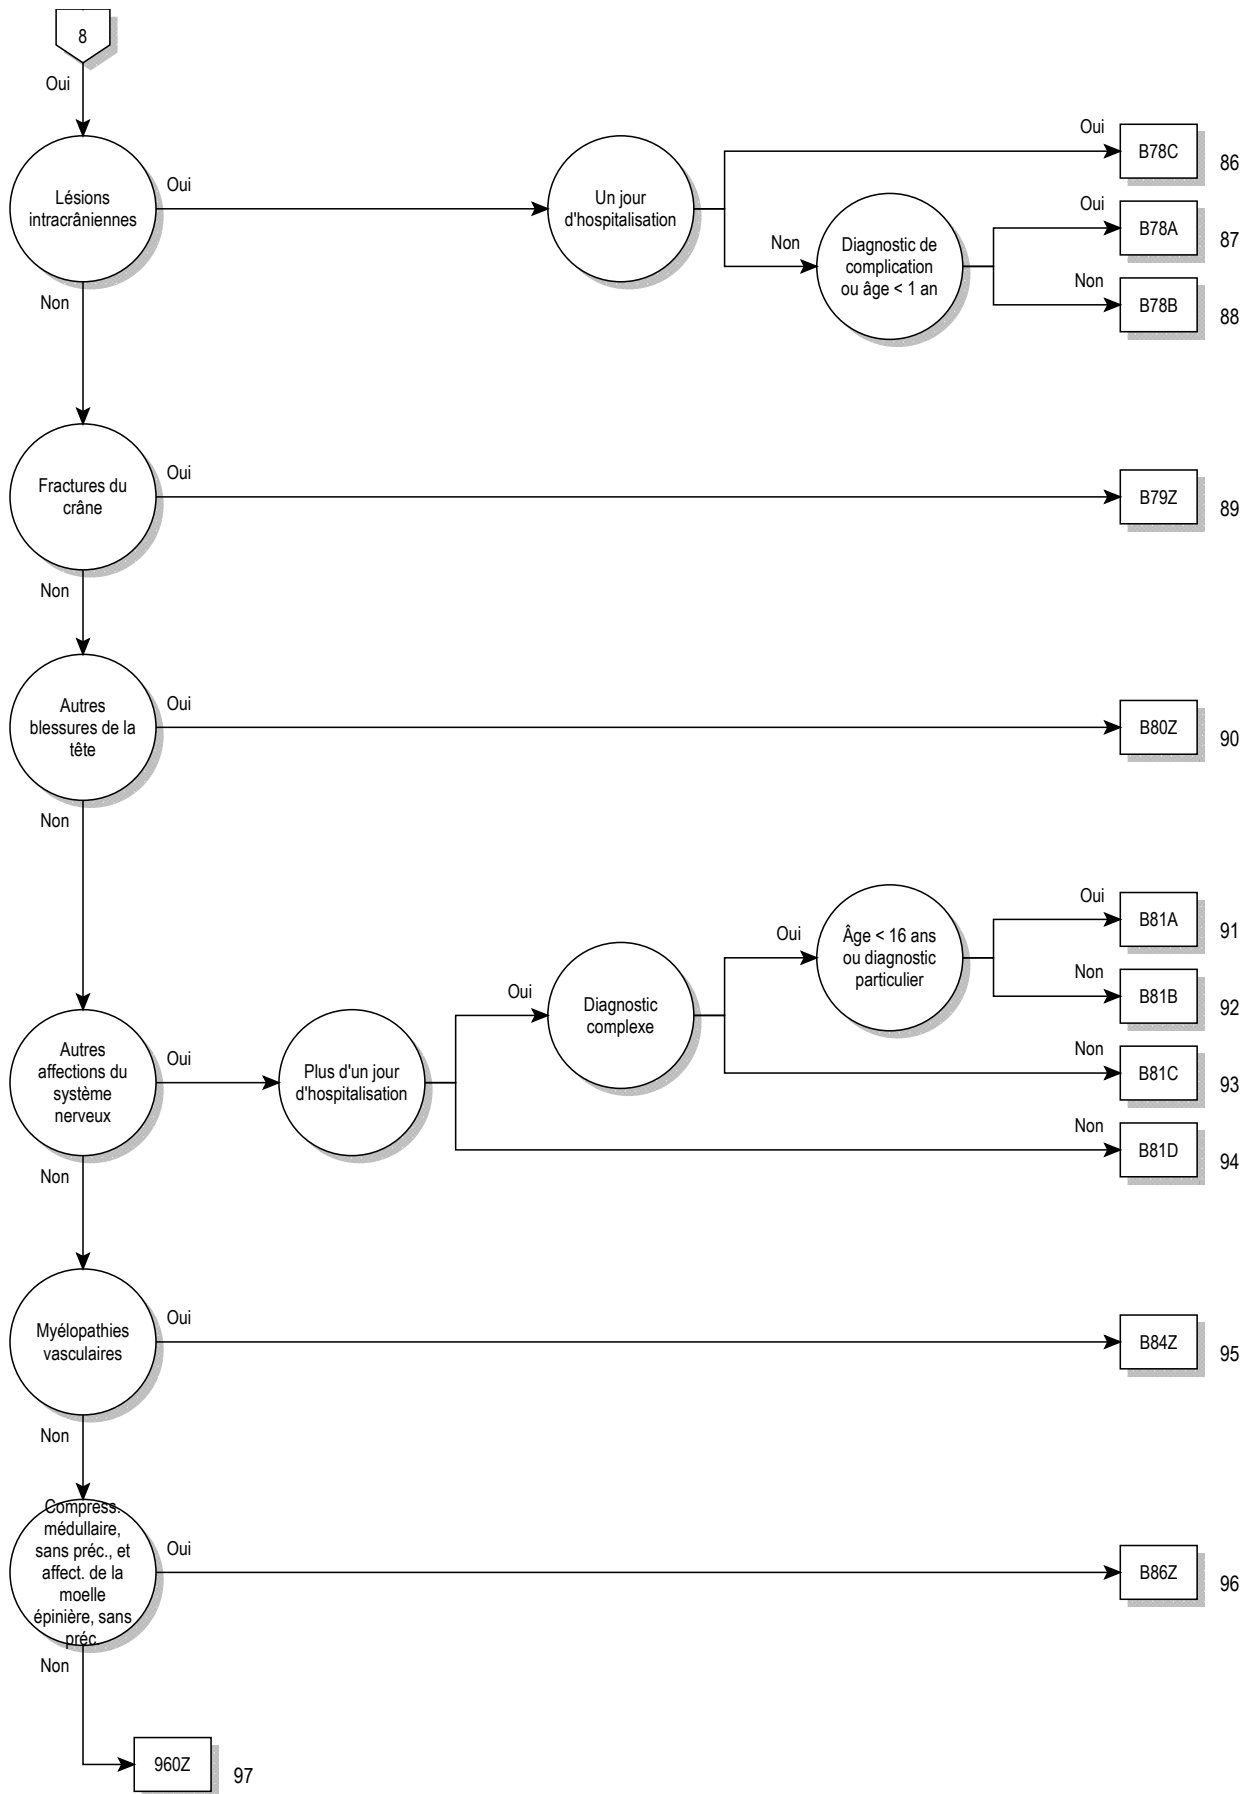 8
Oui
Lésions
intracrâniennes
Oui
Un jour
d'hospitalisation
Oui
B78C
86
Non
Diagnostic de
complication
ou âge < 1 an
Oui
B78A
87
Non
B78B
88
Non
Fractures du
crâne
Oui
B79Z
89
Non
Autres
blessures de la
tête
Oui
B80Z
90
Non
Autres
affections du
système
nerveux
Oui
Plus d'un jour
d'hospitalisation
Oui
Diagnostic
complexe
Oui
Âge < 16 ans
ou diagnostic
particulier
Oui
B81A
91
Non
B81B
92
Non
B81C
93
Non
B81D
94
Non
Myélopathies
vasculaires
Oui
B84Z
95
Non
Compress.
médullaire,
sans préc., et
affect. de la
moelle
épinière, sans
préc.
Oui
B86Z
96
Non
960Z
97